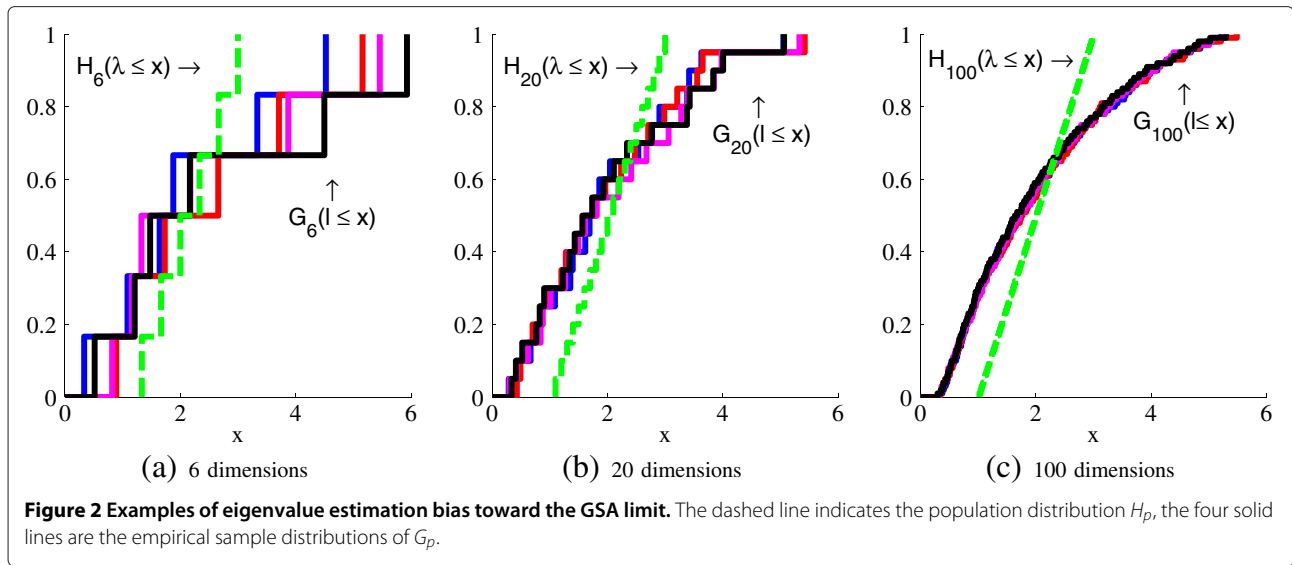 1
0.8
0.6
0.4
0.2
0
H₆(λ ≤ x) →
↑
G₆(l ≤ x)
0 2 4 6
x
(a) 6 dimensions
1
0.8
0.6
0.4
0.2
0
H₂₀(λ ≤ x) →
↑
G₂₀(l ≤ x)
0 2 4 6
x
(b) 20 dimensions
1
0.8
0.6
0.4
0.2
0
H₁₀₀(λ ≤ x) →
↑
G₁₀₀(l≤ x)
0 2 4 6
x
(c) 100 dimensions
Figure 2 Examples of eigenvalue estimation bias toward the GSA limit. The dashed line indicates the population distribution Hₚ, the four solid
lines are the empirical sample distributions of Gₚ.